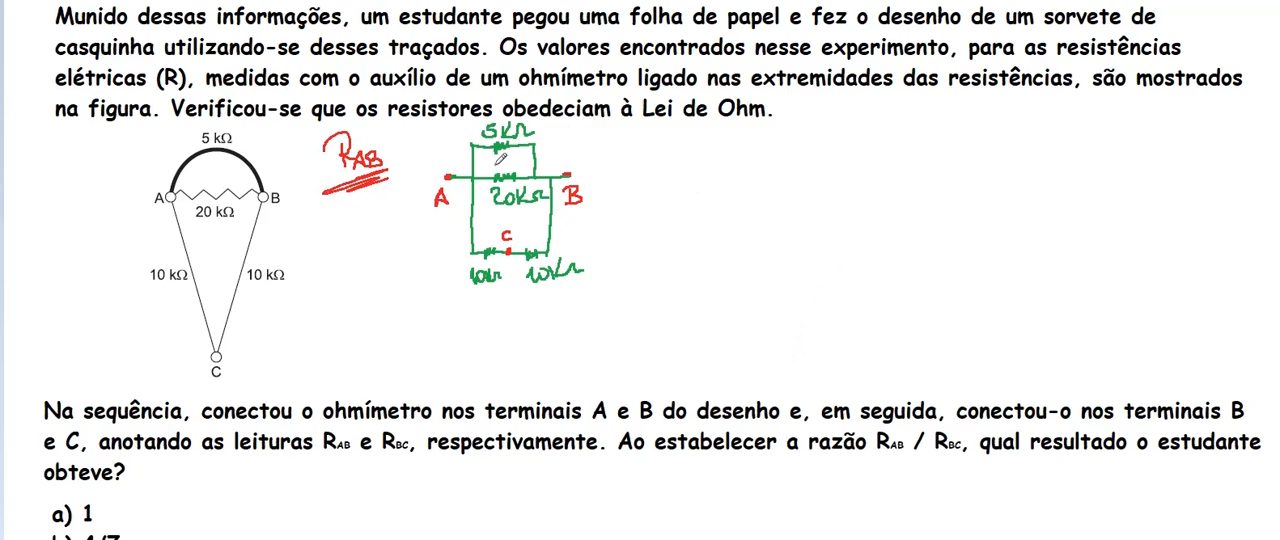 Munido dessas informações, um estudante pegou uma folha de papel e fez o desenho de um sorvete de
casquinha utilizando-se desses traçados. Os valores encontrados nesse experimento, para as resistências
elétricas (R), medidas com o auxílio de um ohmímetro ligado nas extremidades das resistências, são mostrados
na figura. Verificou-se que os resistores obedeciam à Lei de Ohm.
5 kΩ
A
B
20 kΩ
10 kΩ
10 kΩ
C
RAB
5KΩ
A
20KΩ
B
C
10KΩ
10KΩ
Na sequência, conectou o ohmímetro nos terminais A e B do desenho e, em seguida, conectou-o nos terminais B
e C, anotando as leituras RAB e RBC, respectivamente. Ao estabelecer a razão RAB / RBC, qual resultado o estudante
obteve?
a) 1